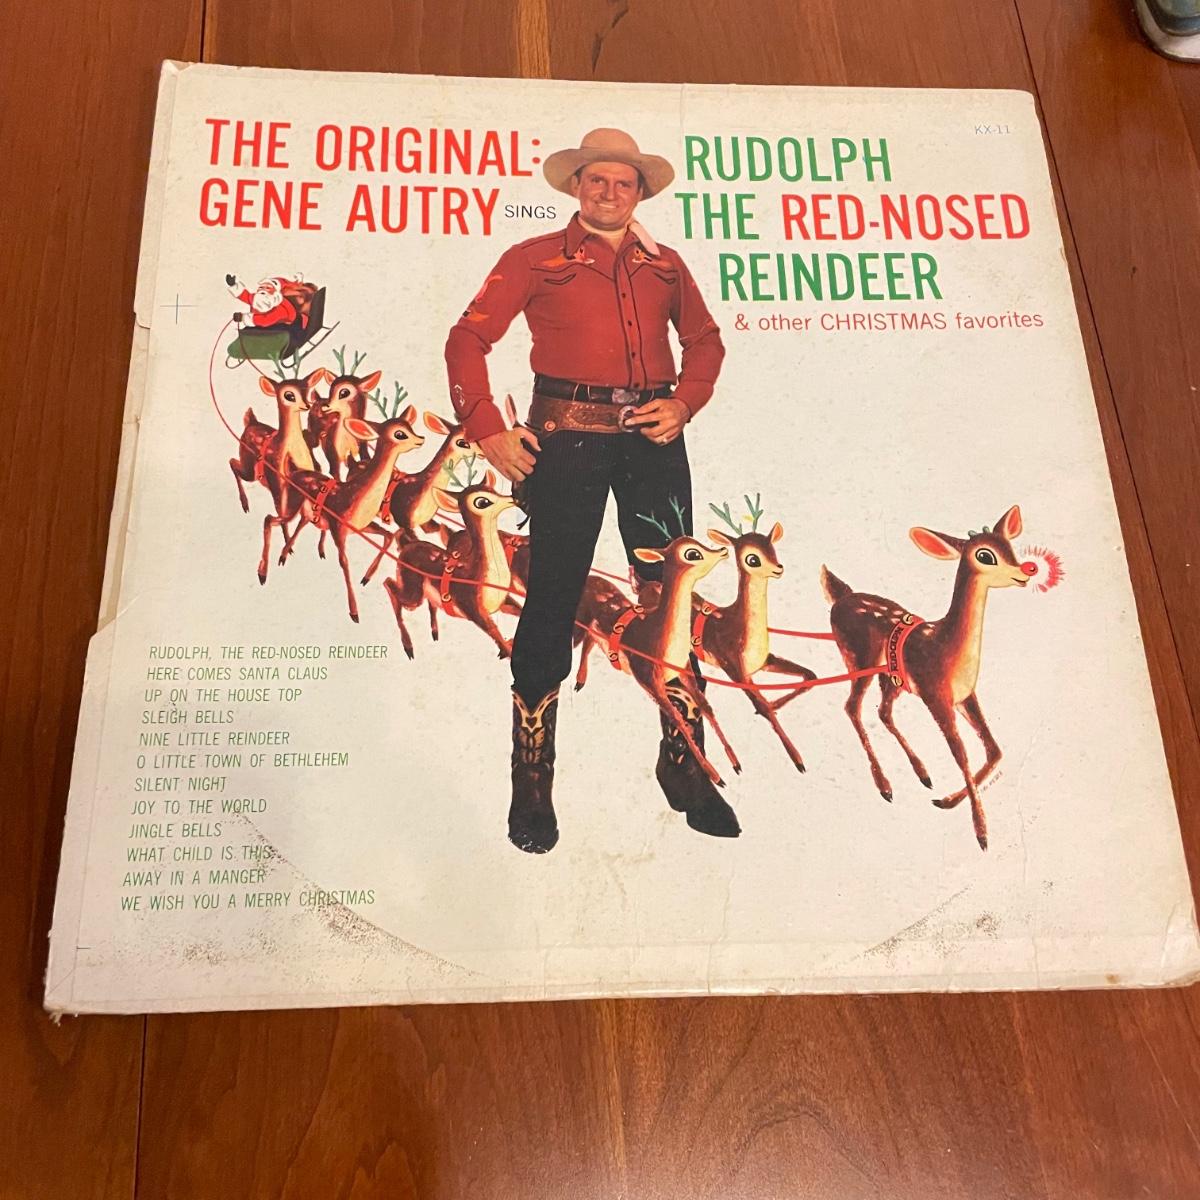 THE ORIGINAL:
GENE AUTRY SINGS
RUDOLPH
THE RED-NOSED
REINDEER
& other CHRISTMAS favorites
KX-11
RUDOLPH
RUDOLPH, THE RED-NOSED REINDEER
HERE COMES SANTA CLAUS
UP ON THE HOUSE TOP
SLEIGH BELLS
NINE LITTLE REINDEER
O LITTLE TOWN OF BETHLEHEM
SILENT NIGHT
JOY TO THE WORLD
JINGLE BELLS
WHAT CHILD IS THIS
AWAY IN A MANGER
WE WISH YOU A MERRY CHRISTMAS